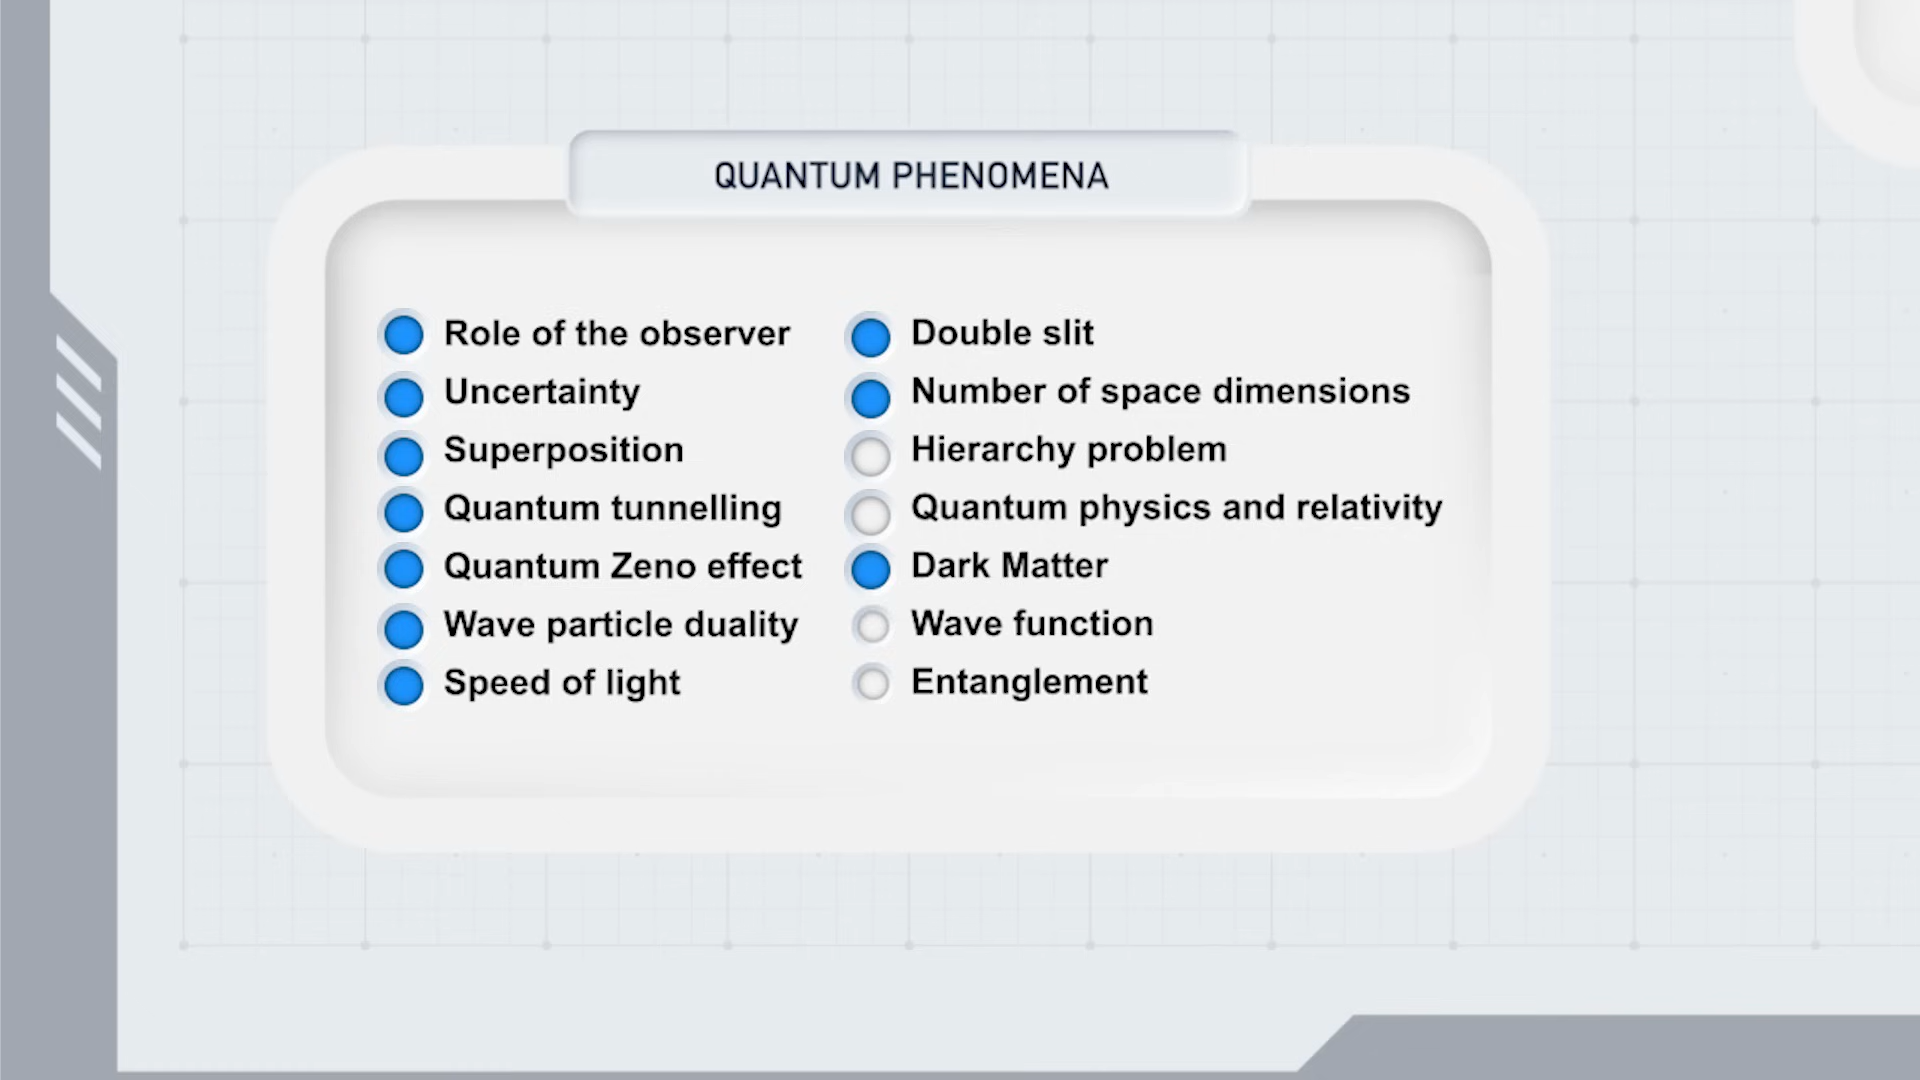 QUANTUM PHENOMENA
Role of the observer
Uncertainty
Superposition
Quantum tunnelling
Quantum Zeno effect
Wave particle duality
Speed of light
Double slit
Number of space dimensions
Hierarchy problem
Quantum physics and relativity
Dark Matter
Wave function
Entanglement